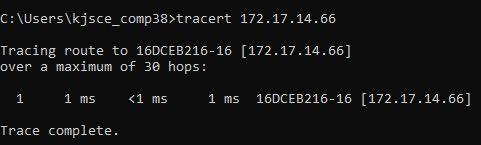 C:\Users\kjsce_comp38>tracert 172.17.14.66
Tracing route to 16DCEB216-16 [172.17.14.66]
over a maximum of 30 hops:
1 1 ms <1 ms 1 ms 16DCEB216-16 [172.17.14.66]
Trace complete.